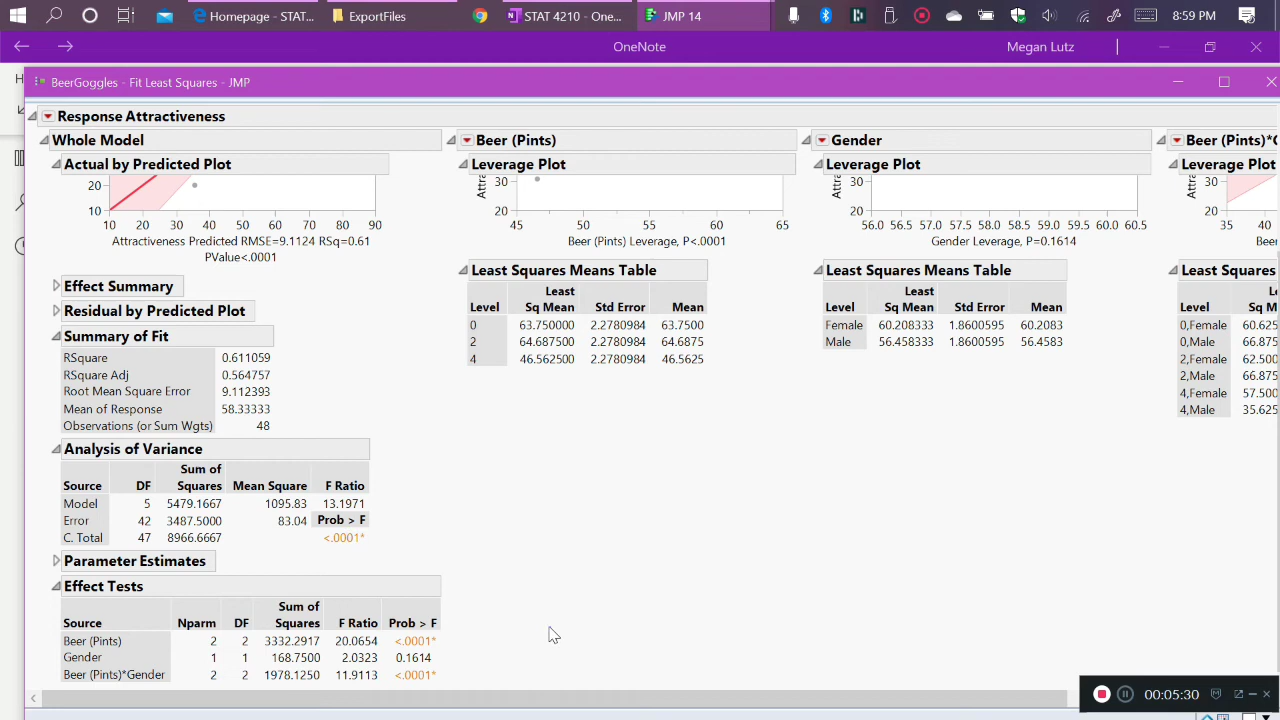 Homepage - STAT...
ExportFiles
STAT 4210 - One...
JMP 14
8:59 PM
OneNote
Megan Lutz
BeerGoggles - Fit Least Squares - JMP
Response Attractiveness
Whole Model
Actual by Predicted Plot
20
10
10 20 30 40 50 60 70 80 90
Attractiveness Predicted RMSE=9.1124 RSq=0.61
PValue<.0001
Effect Summary
Residual by Predicted Plot
Summary of Fit
RSquare 0.611059
RSquare Adj 0.564757
Root Mean Square Error 9.112393
Mean of Response 58.33333
Observations (or Sum Wgts) 48
Analysis of Variance
Sum of
Source DF Squares Mean Square F Ratio
Model 5 5479.1667 1095.83 13.1971
Error 42 3487.5000 83.04 Prob > F
C. Total 47 8966.6667 <.0001*
Parameter Estimates
Effect Tests
Sum of
Source Nparm DF Squares F Ratio Prob > F
Beer (Pints) 2 2 3332.2917 20.0654 <.0001*
Gender 1 1 168.7500 2.0323 0.1614
Beer (Pints)*Gender 2 2 1978.1250 11.9113 <.0001*
Beer (Pints)
Leverage Plot
30
20
45 50 55 60 65
Beer (Pints) Leverage, P<.0001
Least Squares Means Table
Least
Level Sq Mean Std Error Mean
0 63.750000 2.2780984 63.7500
2 64.687500 2.2780984 64.6875
4 46.562500 2.2780984 46.5625
Gender
Leverage Plot
30
20
56.0 56.5 57.0 57.5 58.0 58.5 59.0 59.5 60.0 60.5
Gender Leverage, P=0.1614
Least Squares Means Table
Least
Level Sq Mean Std Error Mean
Female 60.208333 1.8600595 60.2083
Male 56.458333 1.8600595 56.4583
Beer (Pints)*G
Leverage Plot
30
20
35 40
Least Squares
Level
0,Female 60.625
0,Male 66.875
2,Female 62.500
2,Male 66.875
4,Female 57.500
4,Male 35.625
00:05:30